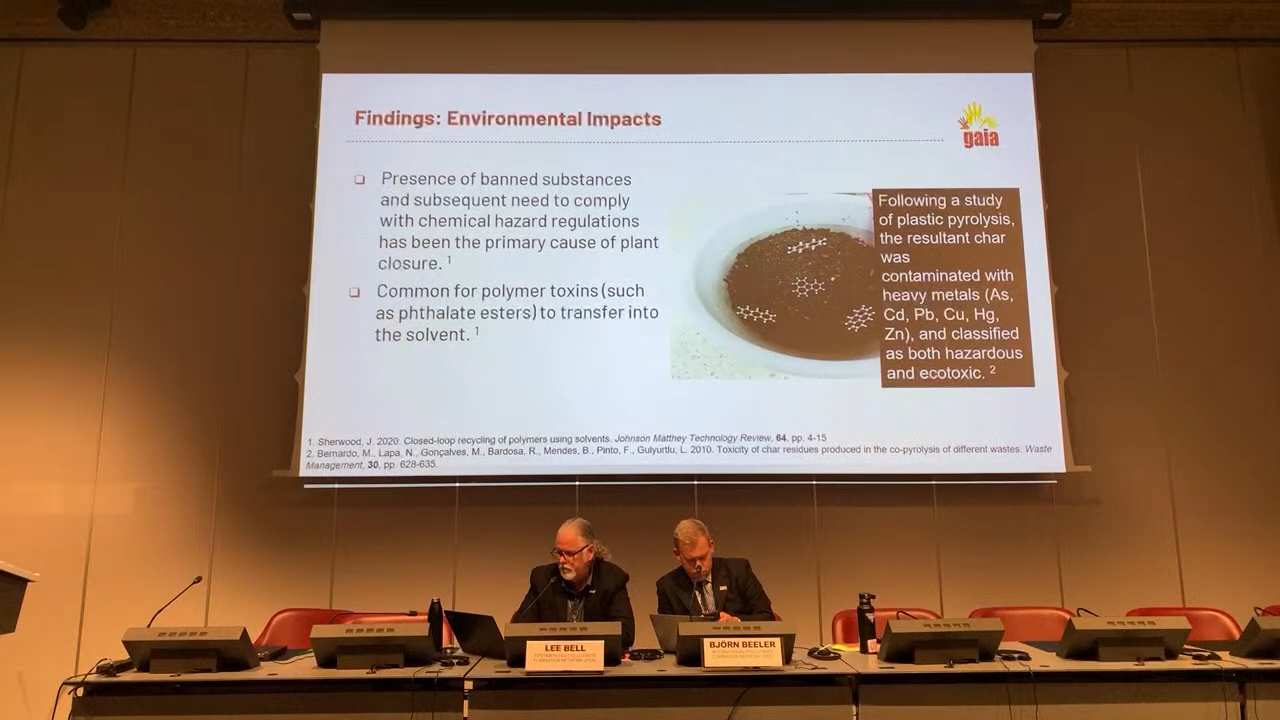 Findings: Environmental Impacts
gaia
Presence of banned substances
and subsequent need to comply
with chemical hazard regulations
has been the primary cause of plant
closure. 1
Common for polymer toxins (such
as phthalate esters) to transfer into
the solvent. 1
Following a study
of plastic pyrolysis,
the resultant char
was
contaminated with
heavy metals (As,
Cd, Pb, Cu, Hg,
Zn), and classified
as both hazardous
and ecotoxic. 2
1. Sherwood, J. 2020. Closed-loop recycling of polymers using solvents. Johnson Matthey Technology Review, 64, pp. 4-15
2. Bernardo, M., Lapa, N., Gonçalves, M., Bardosa, R., Mendes, B., Pinto, F., Gulyurtlu, L. 2010. Toxicity of char residues produced in the co-pyrolysis of different wastes. Waste
Management, 30, pp. 628-635.
LEE BELL
BJÖRN BEELER